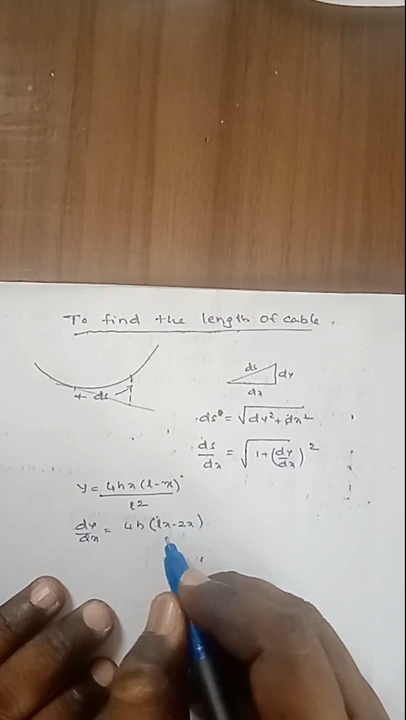 To find the length of cable.
ds
ds
dy
dx
ds = √dy²+dx²
ds/dx = √1+(dy/dx)²
y = 4hx(l-x)/l²
dy/dx = 4h(lx-2x)